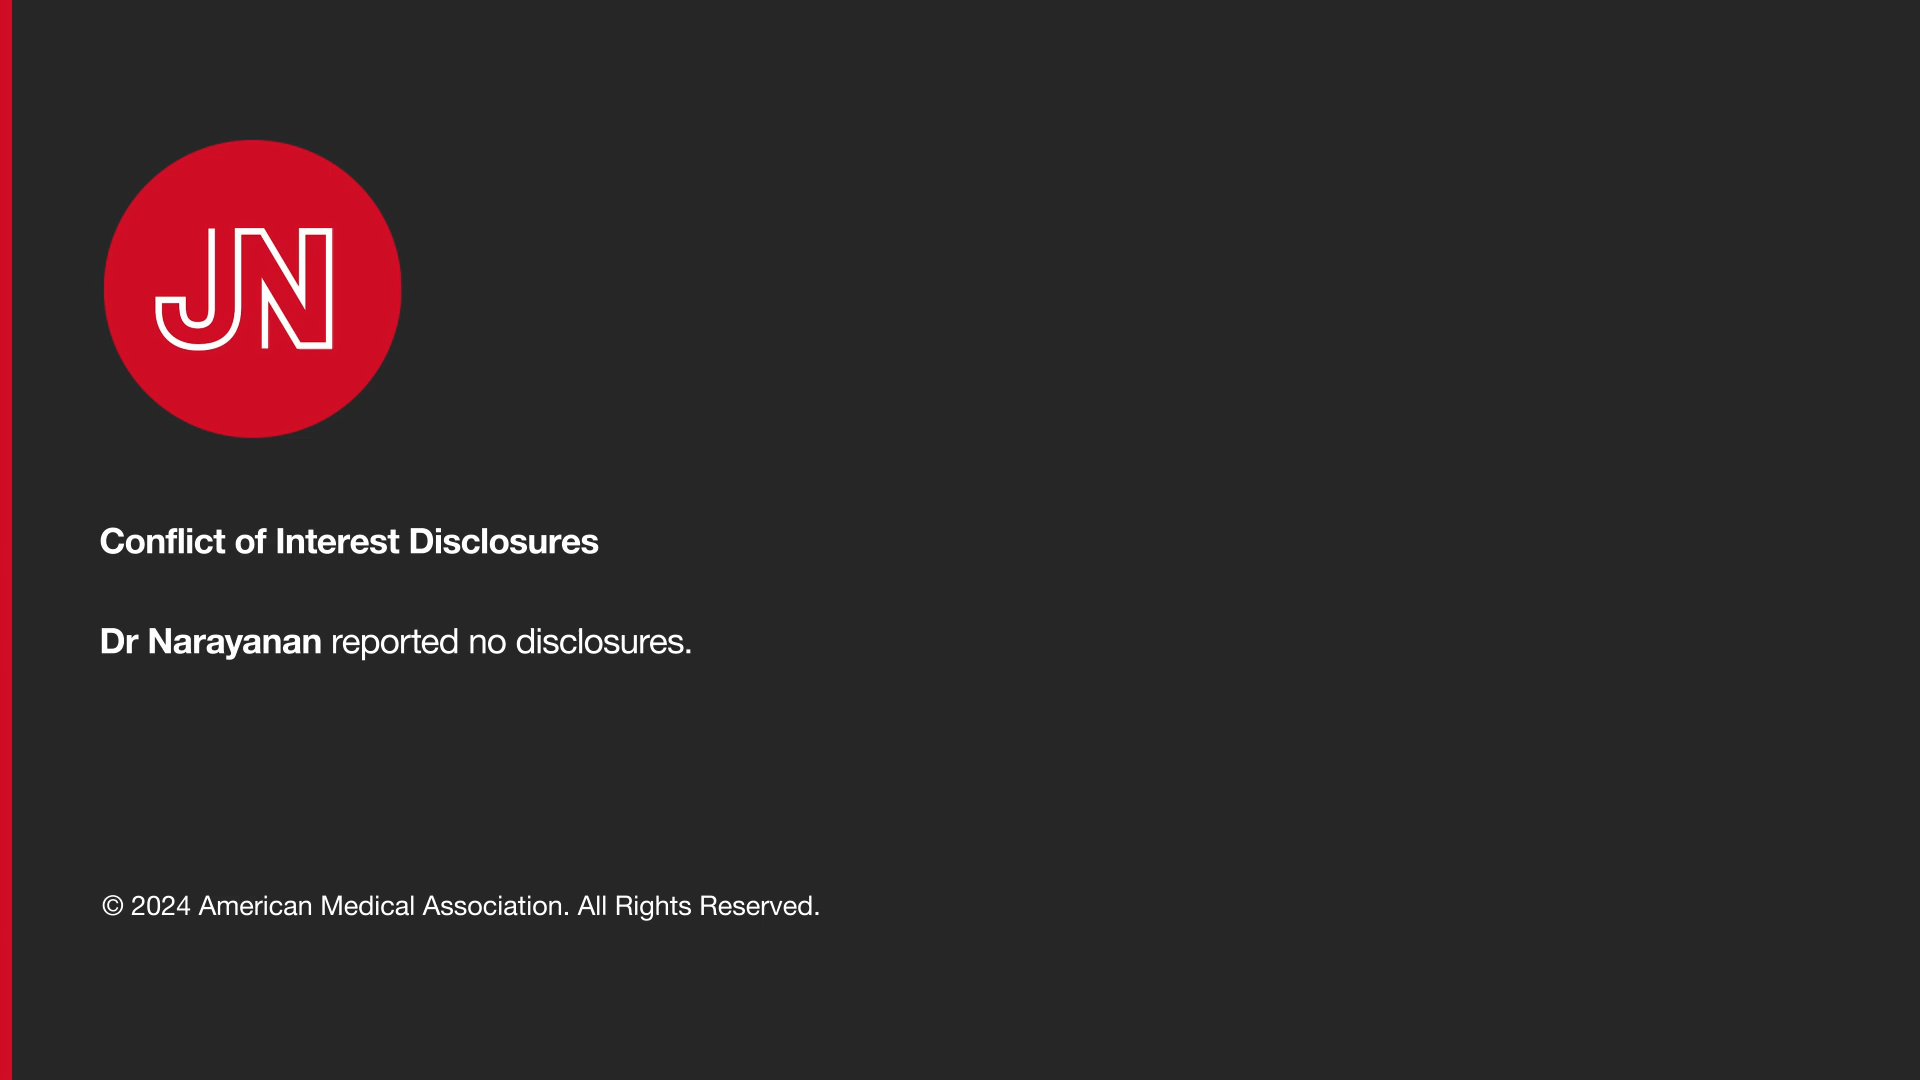 JN
Conflict of Interest Disclosures
Dr Narayanan reported no disclosures.
© 2024 American Medical Association. All Rights Reserved.